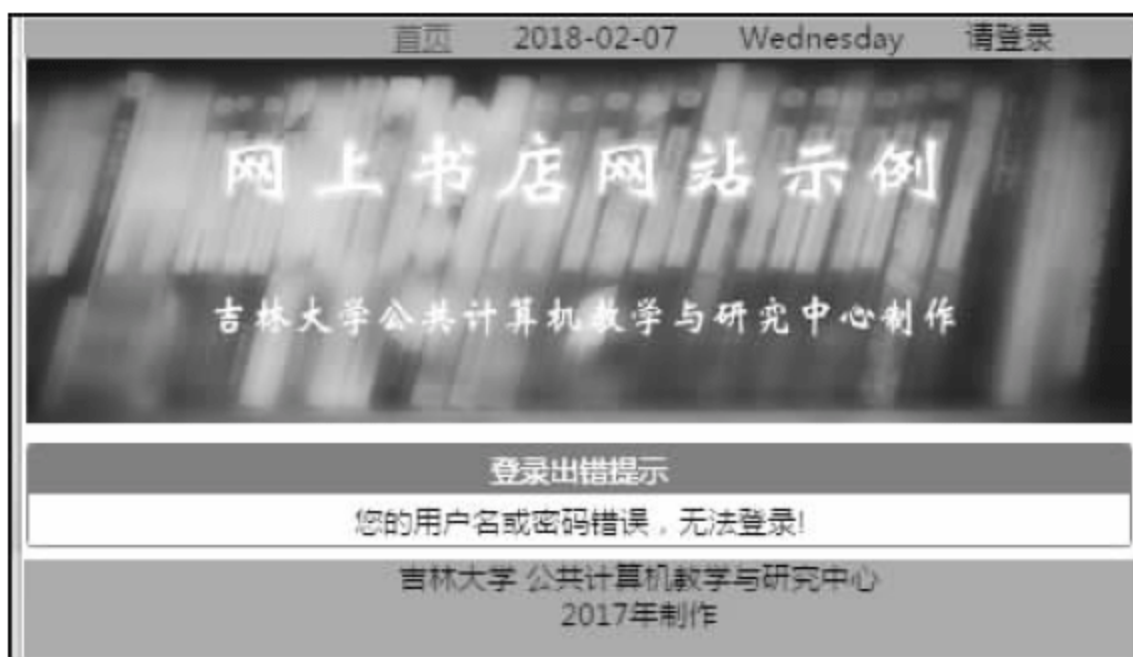 首页 2018-02-07 Wednesday 请登录
网上书店网站示例
吉林大学公共计算机教学与研究中心制作
登录出错提示
您的用户名或密码错误，无法登录!
吉林大学 公共计算机教学与研究中心
2017年制作